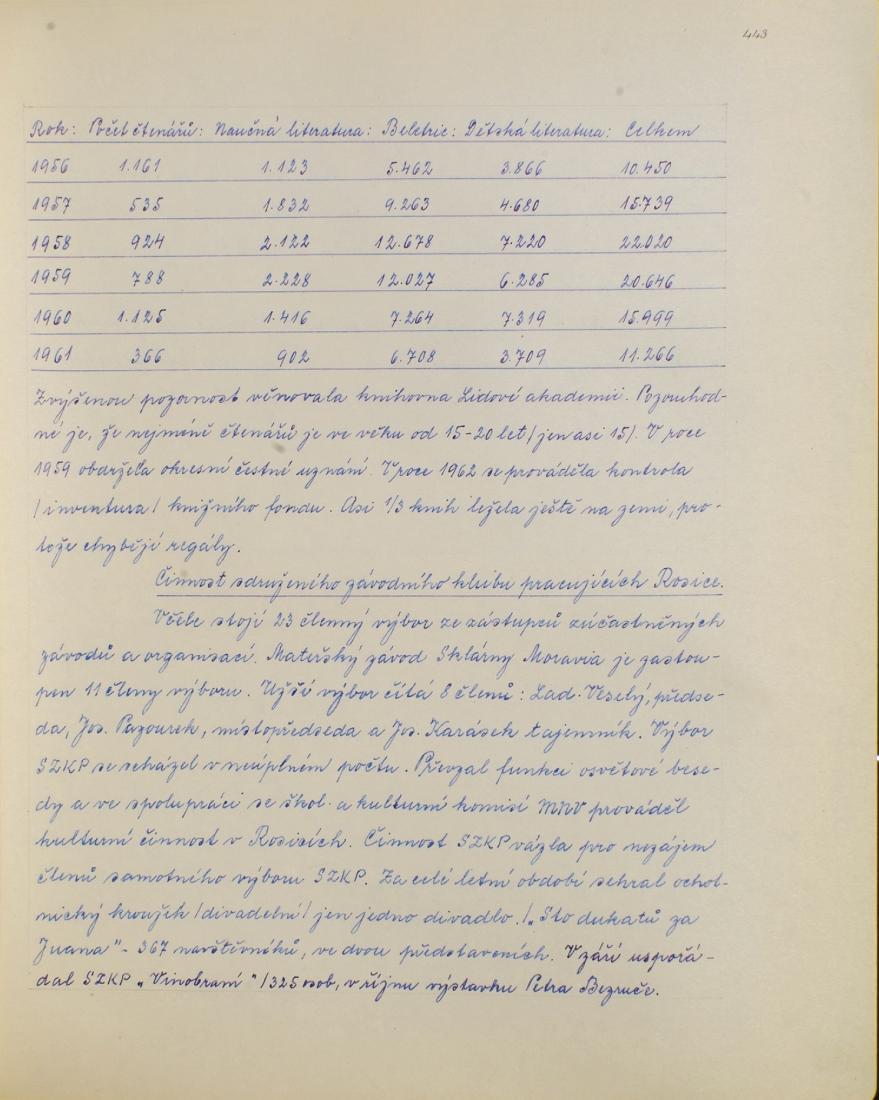 443
Rok: Počet čtenářů: Naučná literatura: Beletrie: Dětská literatura: Celkem
1956 1.161 1.123 5.462 3.866 10.450
1957 535 1.832 9.263 4.680 15.739
1958 924 2.122 12.678 7.220 22.020
1959 788 2.228 12.027 6.285 20.646
1960 1.125 1.416 7.264 7.319 15.999
1961 366 902 6.708 3.709 11.266
Zvýšenou pozornost věnovala knihovna Lidové akademii. Pozoruhod-
né je, že nejméně čtenářů je ve věku od 15-20 let /jen asi 15/. V roce
1959 obdržela okresní čestné uznání. V roce 1962 se prováděla kontrola
/inventura/ knižního fondu. Asi 1/3 knih ležela ještě na zemi, pro-
tože chybějí regály.
Činnost sdruženého závodního klubu pracujících Rosice.
V čele stojí 23 členný výbor ze zástupců zúčastněných
závodů a organisací. Mateřský závod Sklárny Moravia je zastou-
pen 11 členy výboru. Užší výbor čítá 8 členů: Lad. Veselý, předse-
da, Jos. Pazourek, místopředseda a Jos. Karásek tajemník. Výbor
SZKP se scházel v neúplném počtu. Převzal funkci osvětové bese-
dy a ve spolupráci se škol. a kulturní komisí MNV prováděl
kulturní činnost v Rosicích. Činnost SZKP vázla pro nezájem
členů samotného výboru SZKP. Za celé letní období sehrál ochot-
nický kroužek /divadelní/ jen jedno divadlo. /„Sto dukátů za
Juana" - 367 navštěvníků, ve dvou představeních. V září uspořá-
dal SZKP „Vinobraní" /325 osob, v říjnu výstavku Petra Bezruče.